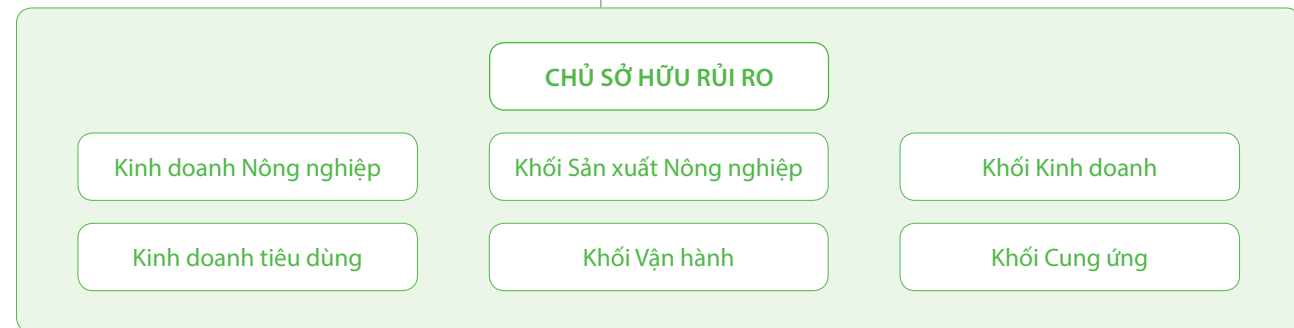 CHỦ SỞ HỮU RỦI RO
Kinh doanh Nông nghiệp
Khối Sản xuất Nông nghiệp
Khối Kinh doanh
Kinh doanh tiêu dùng
Khối Vận hành
Khối Cung ứng